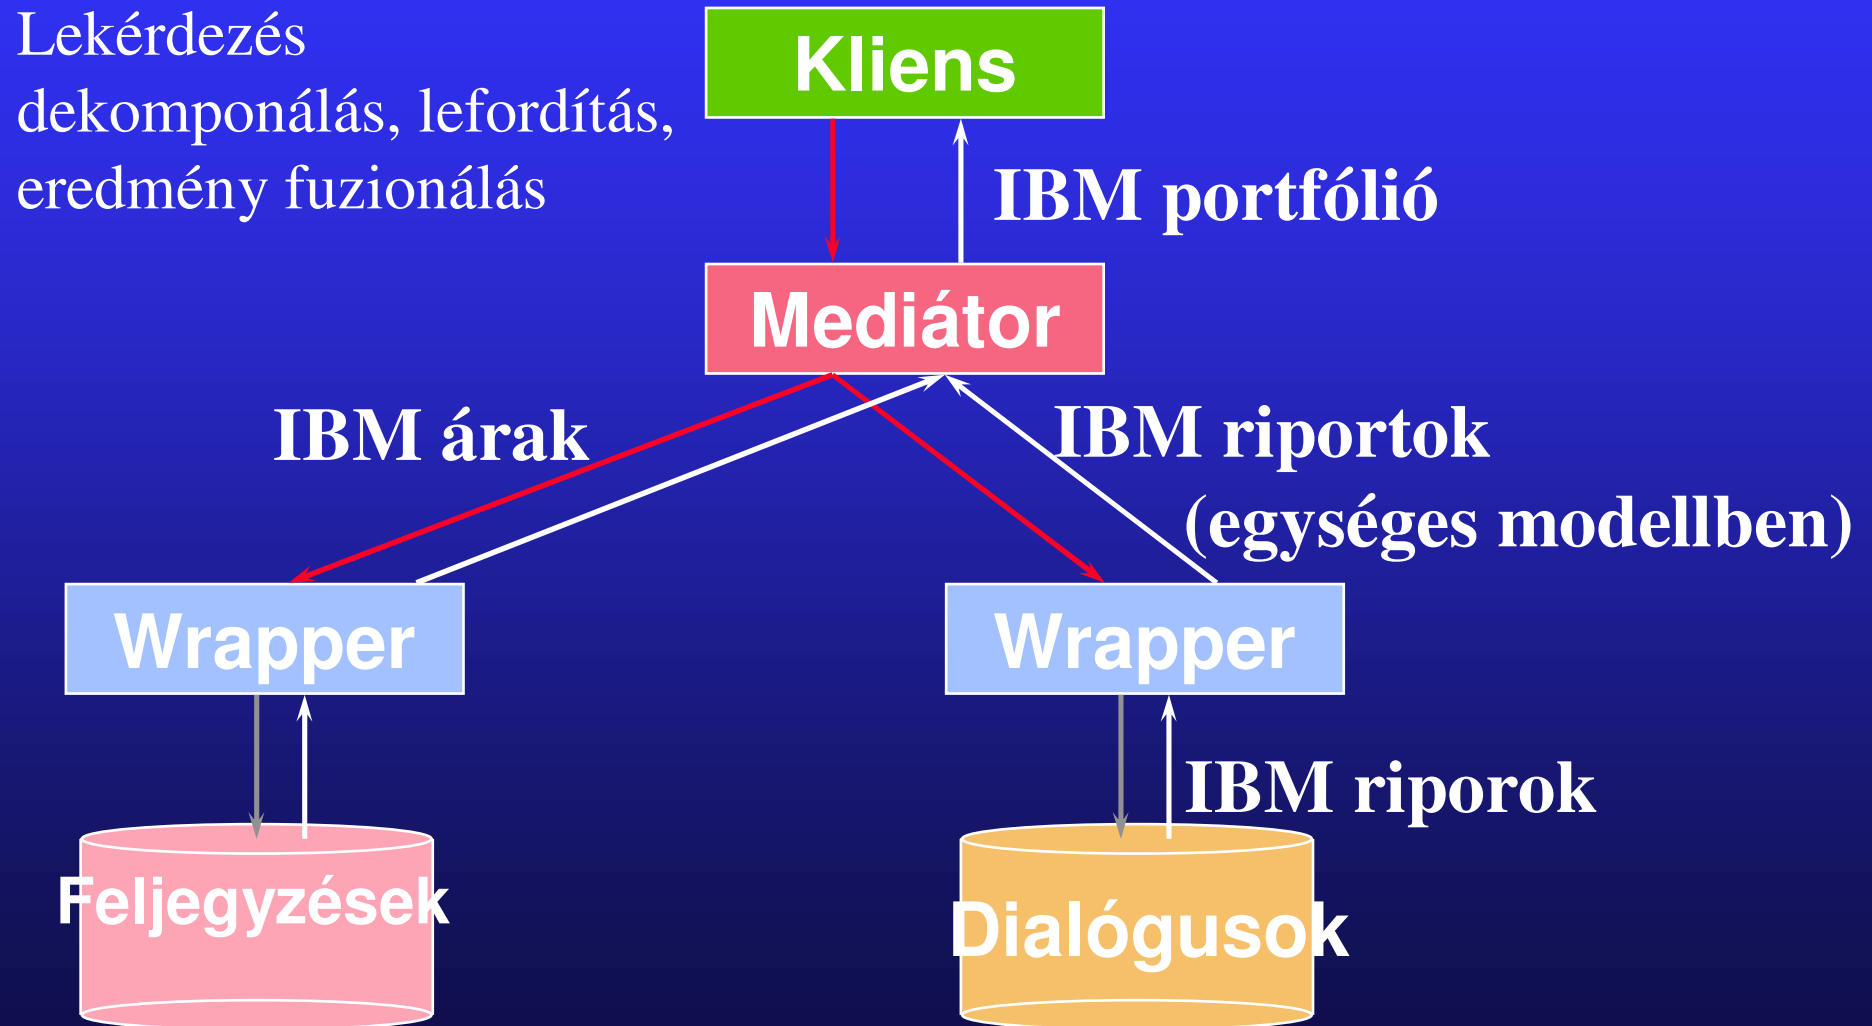 Lekérdezés
dekomponálás, lefordítás,
eredmény fuzionálás
Kliens
IBM portfólió
Mediátor
IBM árak
IBM riportok
(egységes modellben)
Wrapper
Wrapper
IBM riporok
Feljegyzések
Dialógusok